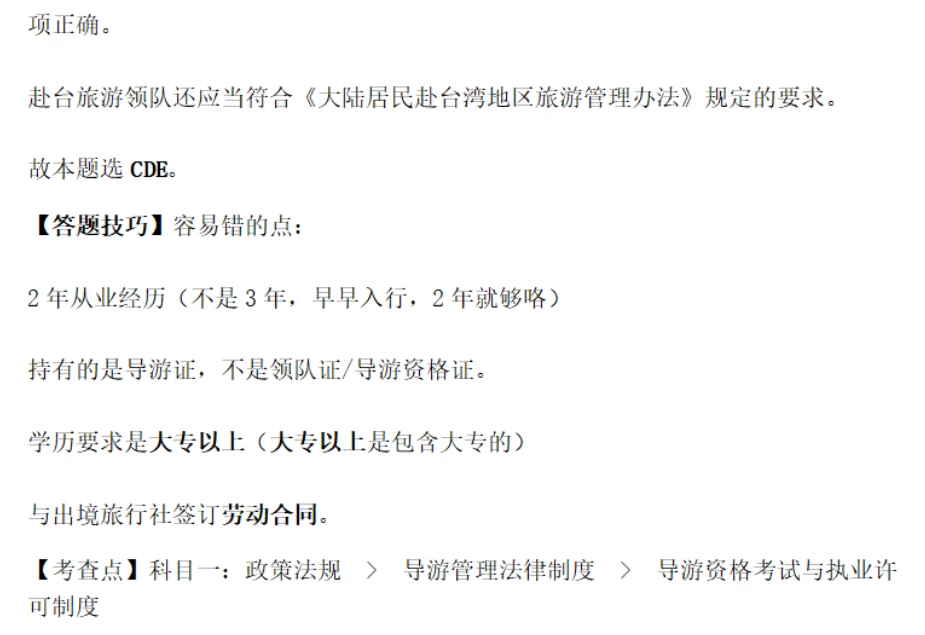 项正确。
赴台旅游领队还应当符合《大陆居民赴台湾地区旅游管理办法》规定的要求。
故本题选 CDE。
【答题技巧】容易错的点：
2 年从业经历（不是 3 年，早早入行，2 年就够咯）
持有的是导游证，不是领队证/导游资格证。
学历要求是大专以上（大专以上是包含大专的）
与出境旅行社签订劳动合同。
【考查点】科目一：政策法规 > 导游管理法律制度 > 导游资格考试与执业许
可制度